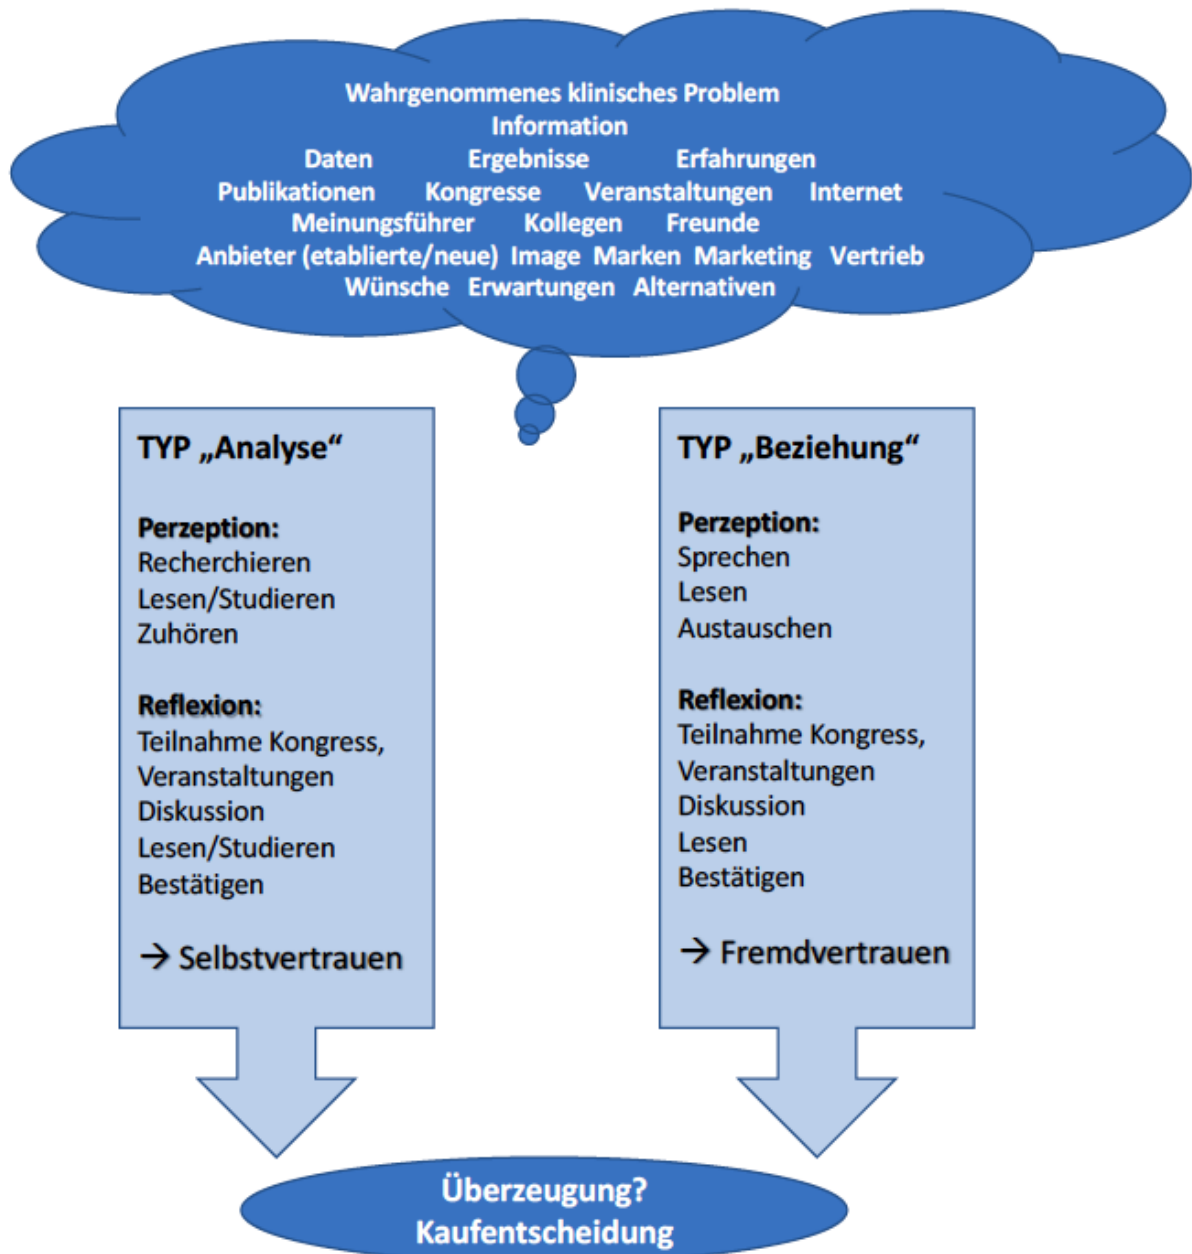 Wahrgenommenes klinisches Problem
Information
Daten Ergebnisse Erfahrungen
Publikationen Kongresse Veranstaltungen Internet
Meinungsführer Kollegen Freunde
Anbieter (etablierte/neue) Image Marken Marketing Vertrieb
Wünsche Erwartungen Alternativen
TYP „Analyse“
Perzeption:
Recherchieren
Lesen/Studieren
Zuhören
Reflexion:
Teilnahme Kongress,
Veranstaltungen
Diskussion
Lesen/Studieren
Bestätigen
→ Selbstvertrauen
TYP „Beziehung“
Perzeption:
Sprechen
Lesen
Austauschen
Reflexion:
Teilnahme Kongress,
Veranstaltungen
Diskussion
Lesen
Bestätigen
→ Fremdvertrauen
Überzeugung?
Kaufentscheidung